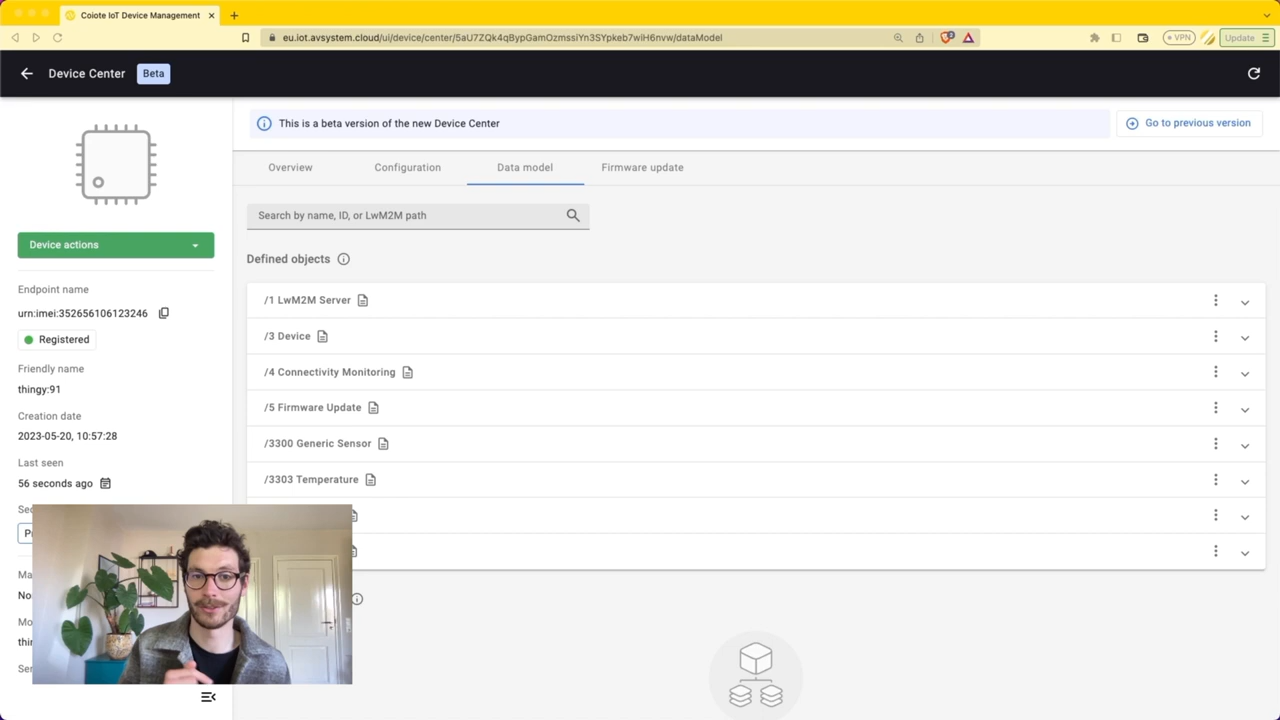 Coiote IoT Device Management
eu.iot.avsystem.cloud/ui/device/center/5aU7ZQk4qBypGamOzmssiYn3SYpkeb7wiH6nvw/dataModel
2
VPN
Update
Device Center
Beta
This is a beta version of the new Device Center
Go to previous version
Overview
Configuration
Data model
Firmware update
Device actions
Endpoint name
urn:imei:352656106123246
Registered
Friendly name
thingy:91
Creation date
2023-05-20, 10:57:28
Last seen
56 seconds ago
Search by name, ID, or LwM2M path
Defined objects
/1 LwM2M Server
/3 Device
/4 Connectivity Monitoring
/5 Firmware Update
/3300 Generic Sensor
/3303 Temperature